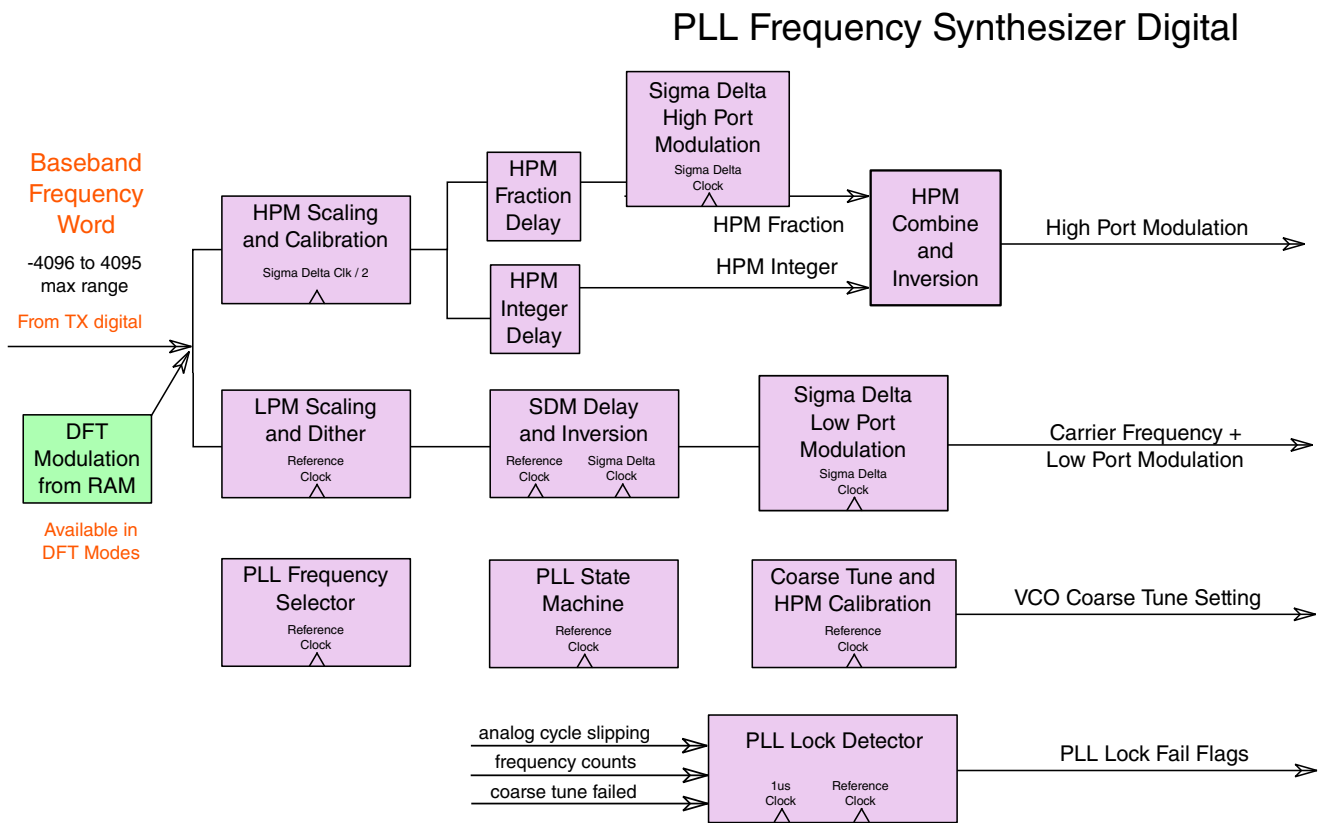 PLL Frequency Synthesizer Digital
Baseband
Frequency
Word
-4096 to 4095
max range
From TX digital
DFT
Modulation
from RAM
Available in
DFT Modes
HPM Scaling
and Calibration
Sigma Delta Clk / 2
HPM
Fraction
Delay
HPM
Integer
Delay
Sigma Delta
High Port
Modulation
Sigma Delta
Clock
HPM Fraction
HPM Integer
HPM
Combine
and
Inversion
High Port Modulation
LPM Scaling
and Dither
Reference
Clock
SDM Delay
and Inversion
Reference
Clock
Sigma Delta
Clock
Sigma Delta
Low Port
Modulation
Sigma Delta
Clock
Carrier Frequency +
Low Port Modulation
PLL Frequency
Selector
Reference
Clock
PLL State
Machine
Reference
Clock
Coarse Tune and
HPM Calibration
Reference
Clock
VCO Coarse Tune Setting
analog cycle slipping
frequency counts
coarse tune failed
PLL Lock Detector
1us
Clock
Reference
Clock
PLL Lock Fail Flags